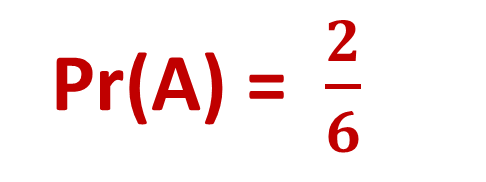 Pr(A) = 2/6